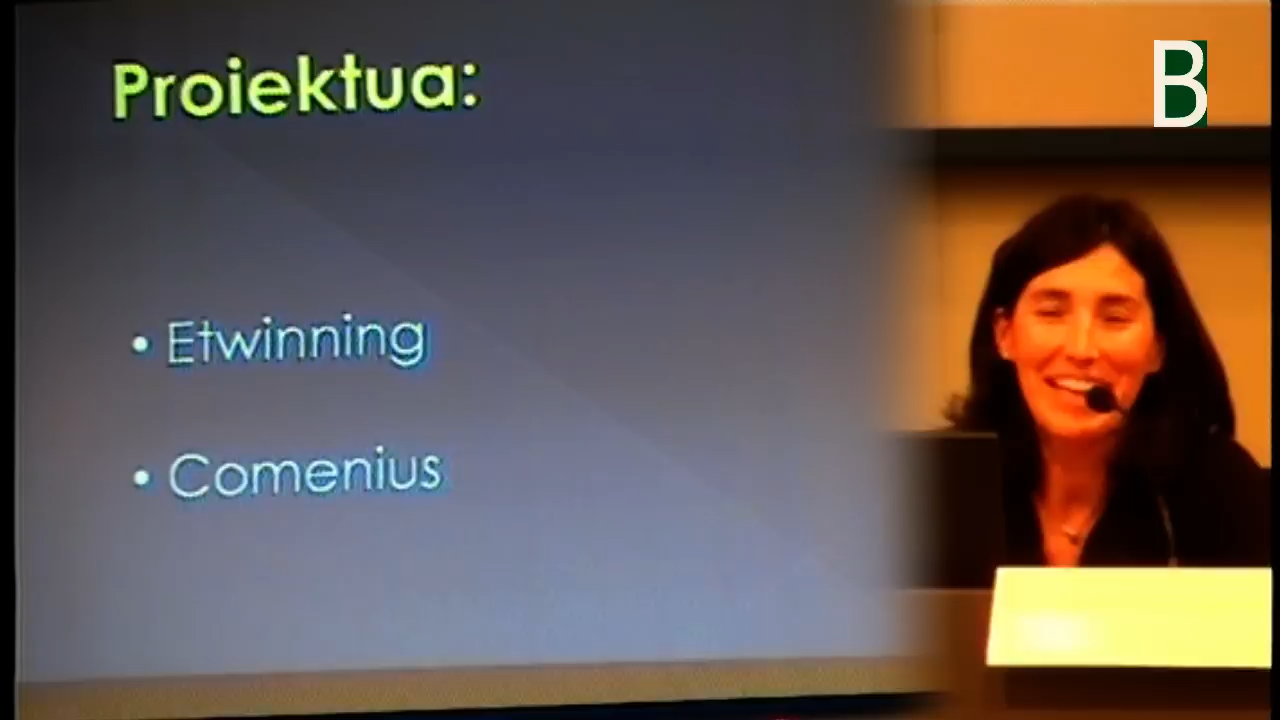 Proiektua:
• Etwinning
• Comenius
B